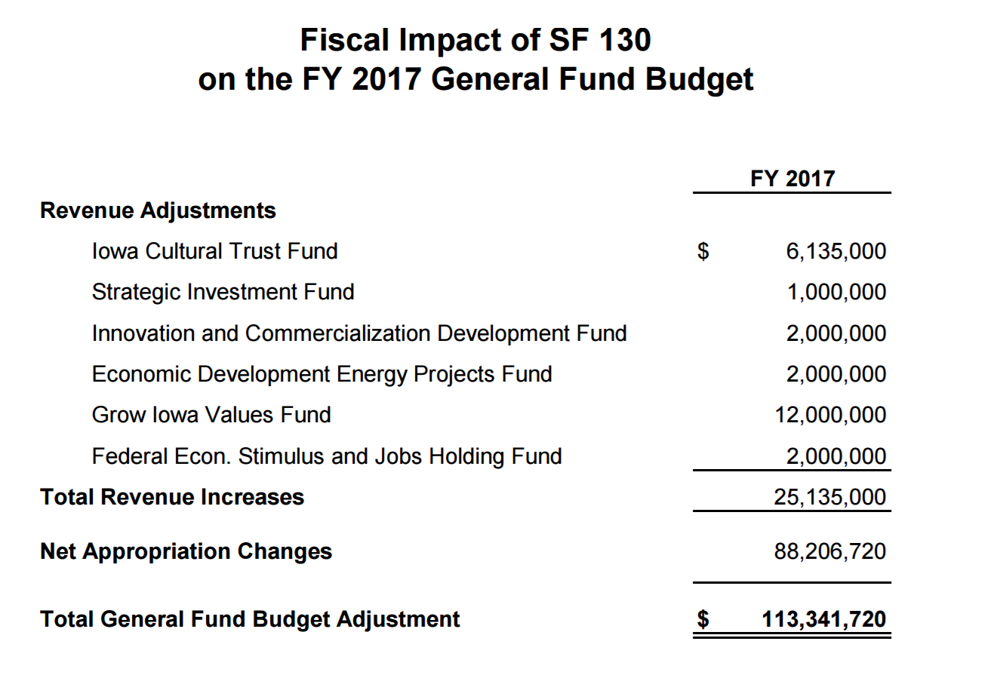 Fiscal Impact of SF 130
on the FY 2017 General Fund Budget
FY 2017
Revenue Adjustments
Iowa Cultural Trust Fund $ 6,135,000
Strategic Investment Fund 1,000,000
Innovation and Commercialization Development Fund 2,000,000
Economic Development Energy Projects Fund 2,000,000
Grow Iowa Values Fund 12,000,000
Federal Econ. Stimulus and Jobs Holding Fund 2,000,000
Total Revenue Increases 25,135,000
Net Appropriation Changes 88,206,720
Total General Fund Budget Adjustment $ 113,341,720